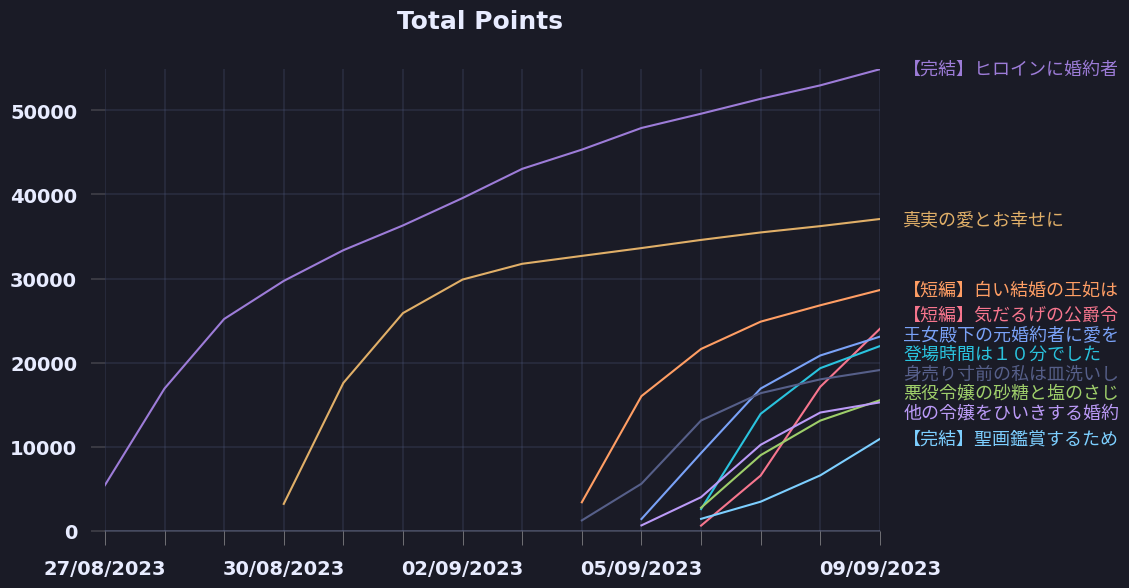 Total Points
50000
40000
30000
20000
10000
0
27/08/2023
30/08/2023
02/09/2023
05/09/2023
09/09/2023
【完結】ヒロインに婚約者
真実の愛とお幸せに
【短編】白い結婚の王妃は
【短編】気だるげの公爵令
王女殿下の元婚約者に愛を
登場時間は１０分でした
身売り寸前の私は皿洗いし
悪役令嬢の砂糖と塩のさじ
他の令嬢をひいきする婚約
【完結】聖画鑑賞するため